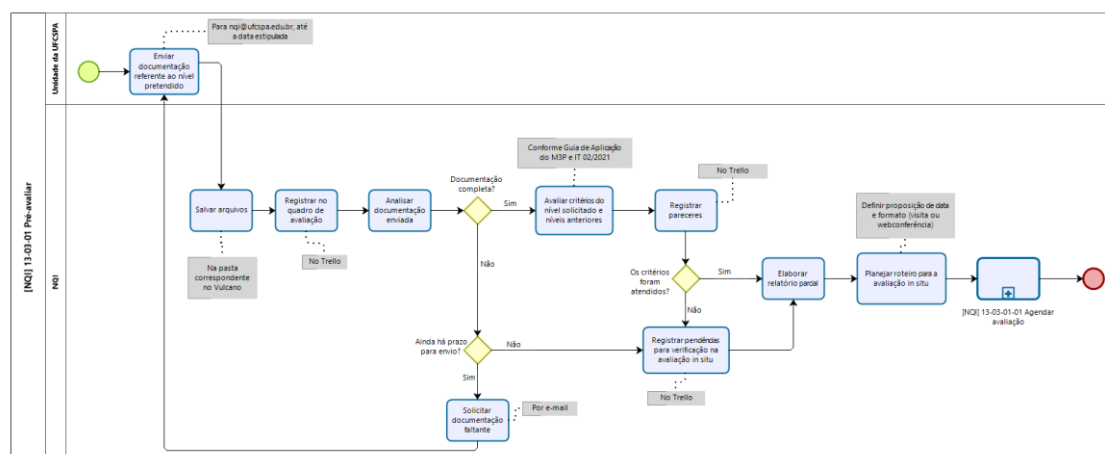 [NQI] 13-03-01 Pré-avaliar
Unidade da UFCSPA
Para nqi@ufcspa.edu.br, até
a data estipulada
Enviar
documentação
referente ao nível
pretendido
NQI
Salvar arquivos
Na pasta
correspondente
no Vulcano
Registrar no
quadro de
avaliação
No Trello
Analisar
documentação
enviada
Documentação
completa?
Sim
Não
Conforme Guia de Aplicação
do M3P e IT 02/2021
Avaliar critérios do
nível solicitado e
níveis anteriores
No Trello
Registrar
pareceres
Os critérios
foram
atendidos?
Sim
Não
Definir proposição de data
e formato (visita ou
webconferência)
Elaborar
relatório parcial
Planejar roteiro para a
avaliação in situ
[NQI] 13-03-01-01 Agendar
avaliação
Ainda há prazo
para envio?
Não
Sim
Registrar pendências
para verificação na
avaliação in situ
No Trello
Solicitar
documentação
faltante
Por e-mail